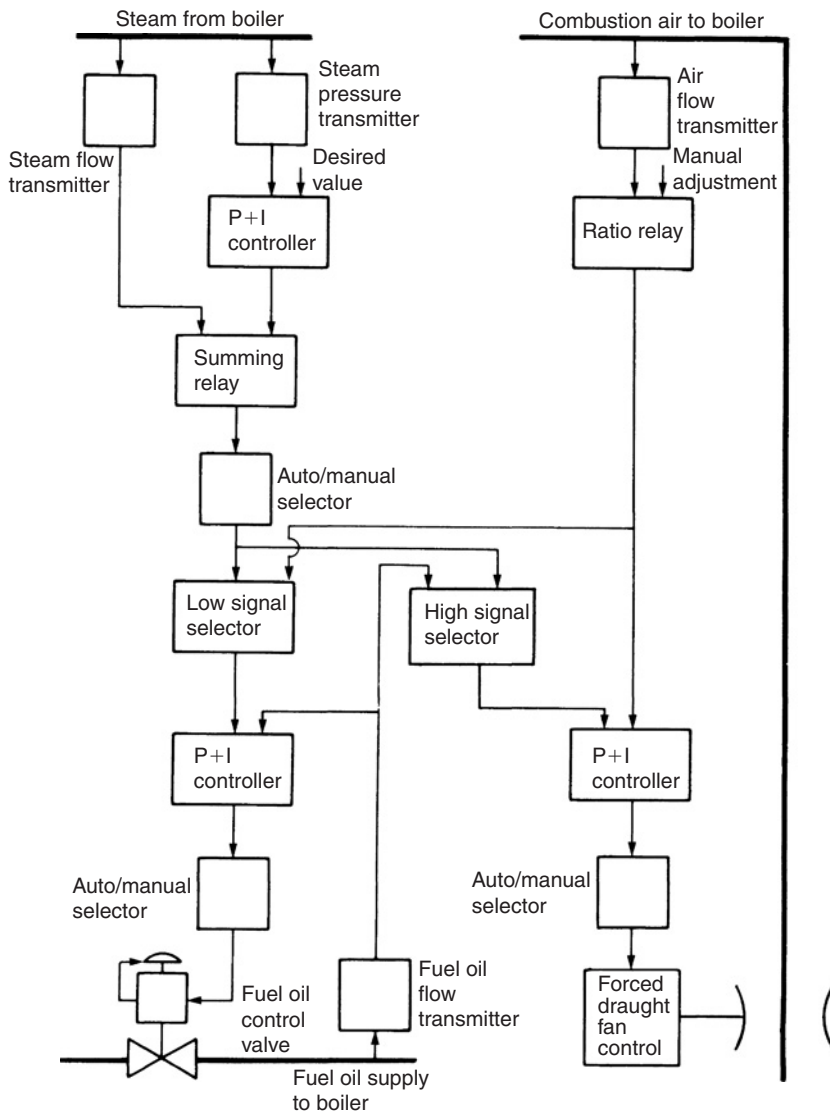 Steam from boiler
Combustion air to boiler
Steam
pressure
transmitter
Air
flow
transmitter
Steam flow
transmitter
Desired
value
Manual
adjustment
P+I
controller
Ratio relay
Summing
relay
Auto/manual
selector
Low signal
selector
High signal
selector
P+I
controller
P+I
controller
Auto/manual
selector
Auto/manual
selector
Fuel oil
control
valve
Fuel oil
flow
transmitter
Forced
draught
fan
control
Fuel oil supply
to boiler